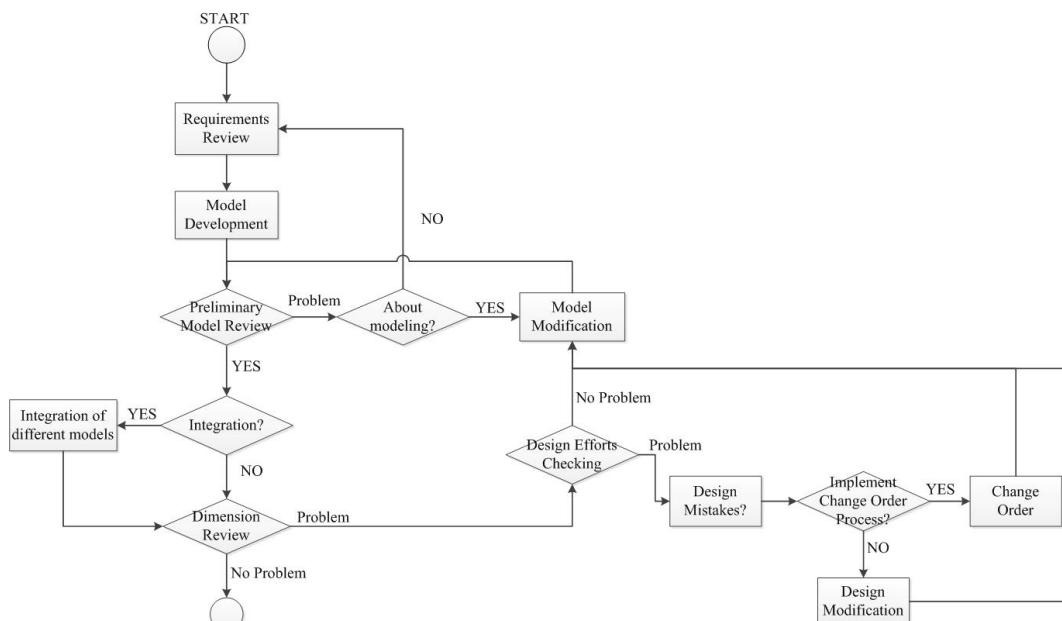 START
Requirements
Review
Model
Development
NO
Preliminary
Model Review
Problem
About
modeling?
YES
Model
Modification
YES
Integration of
different models
YES
Integration?
No Problem
Design Efforts
Checking
Problem
NO
Design
Mistakes?
Implement
Change Order
Process?
YES
Change
Order
Dimension
Review
Problem
NO
No Problem
Design
Modification